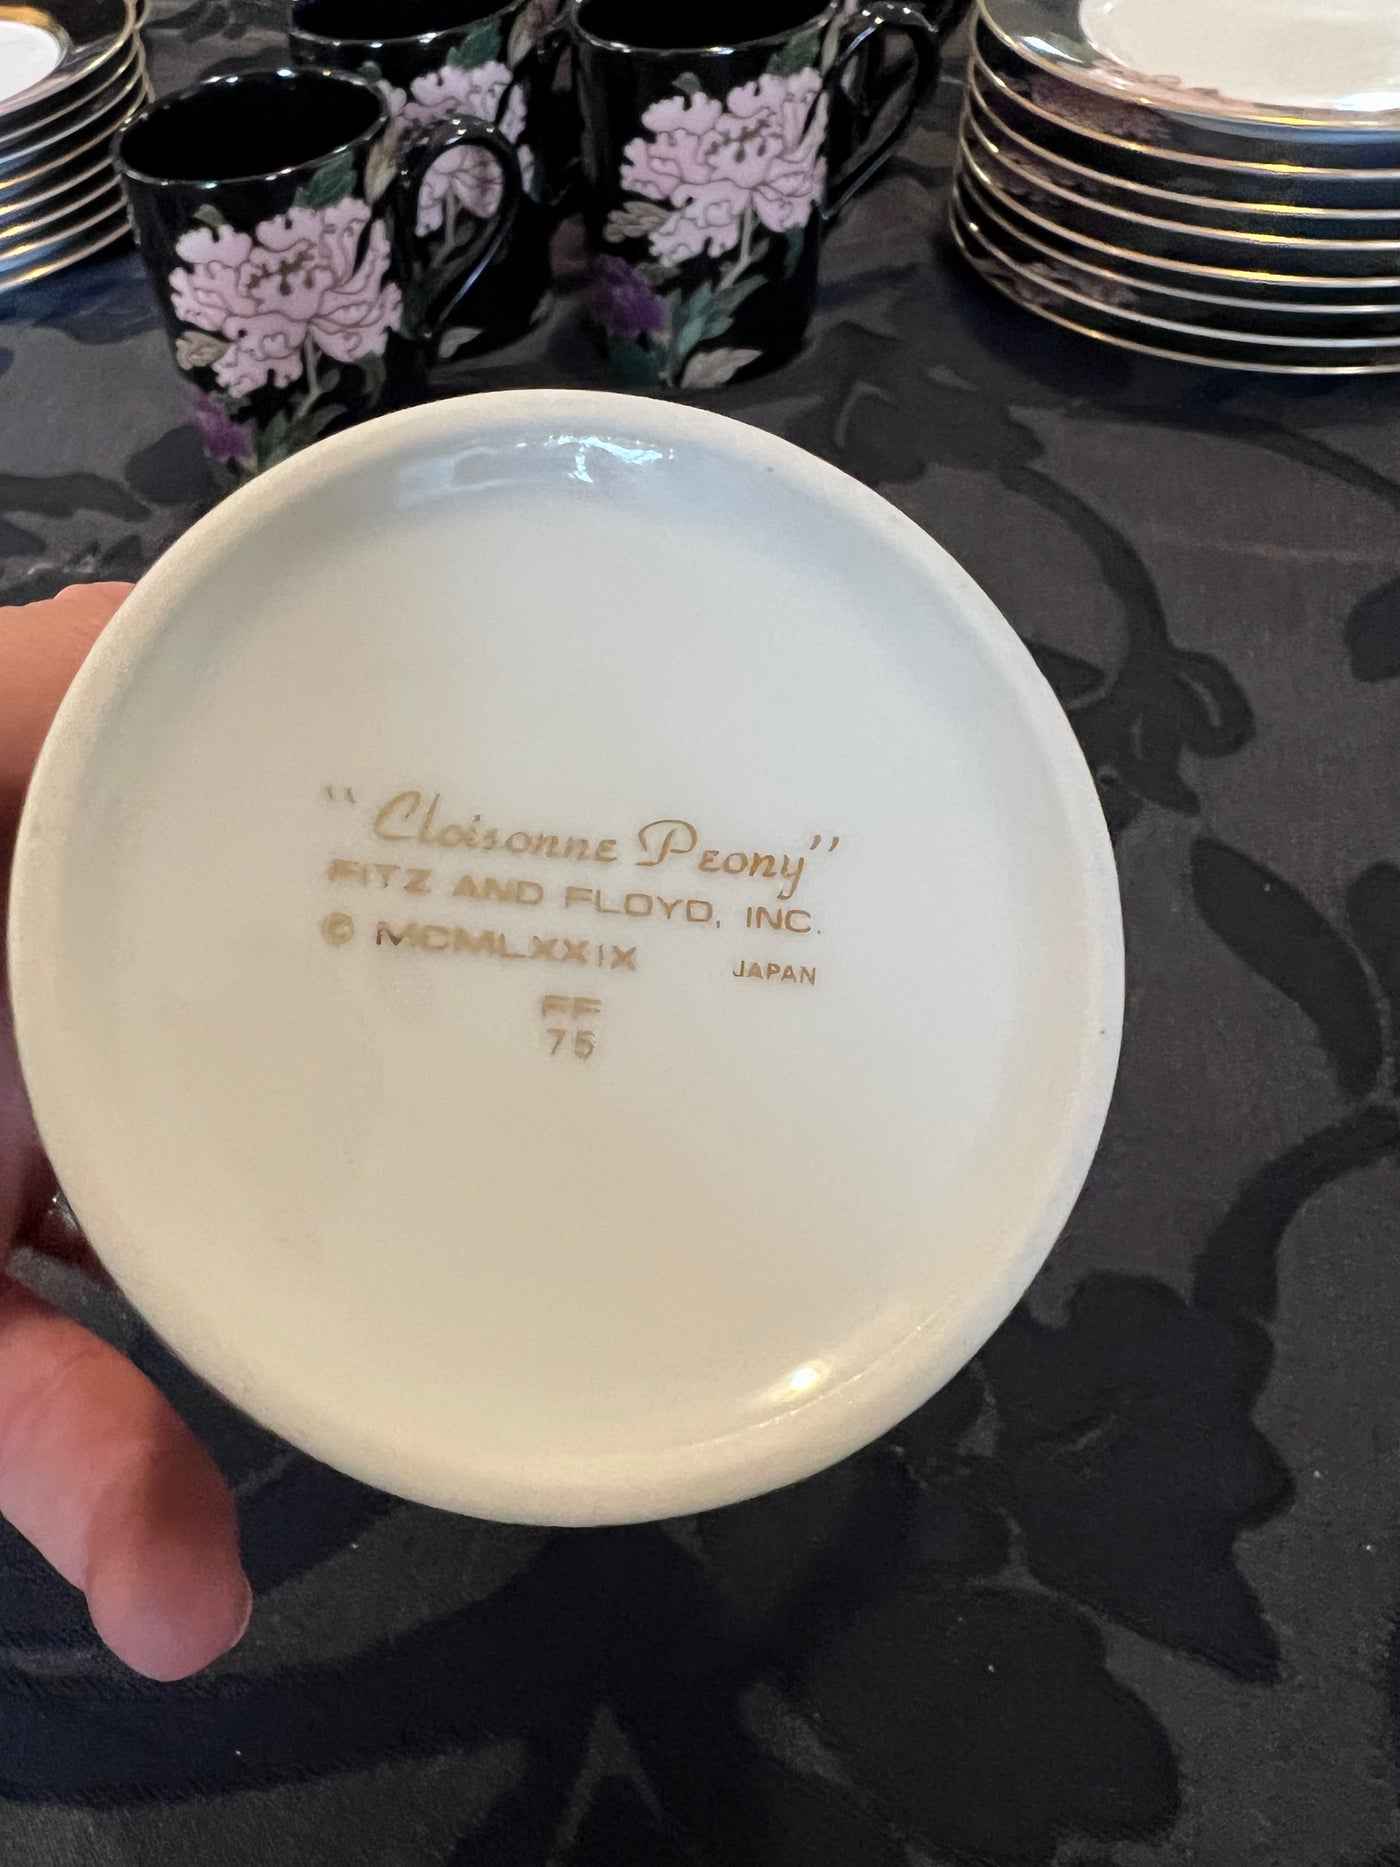 "Cloisonne Peony"
FITZ AND FLOYD, INC.
© MCMLXXIX JAPAN
FF
75